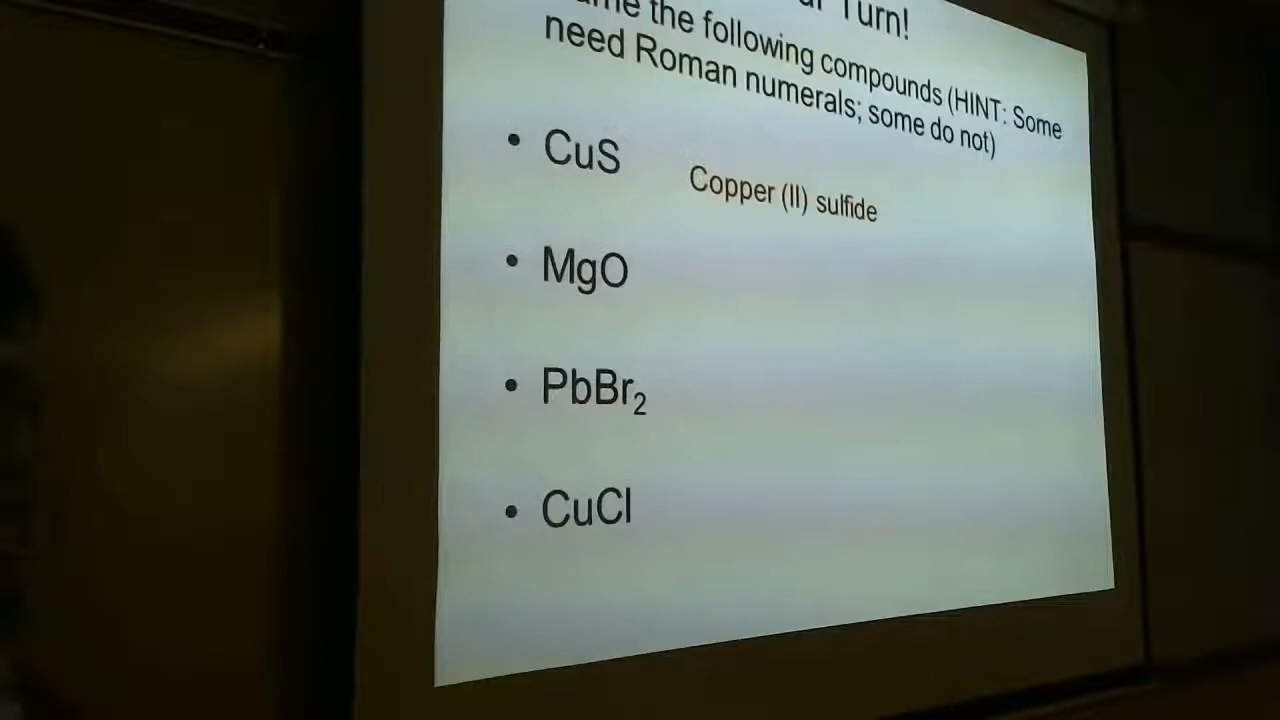 Turn!
the following compounds (HINT: Some
need Roman numerals; some do not)
• CuS
Copper (II) sulfide
• MgO
• PbBr₂
• CuCl